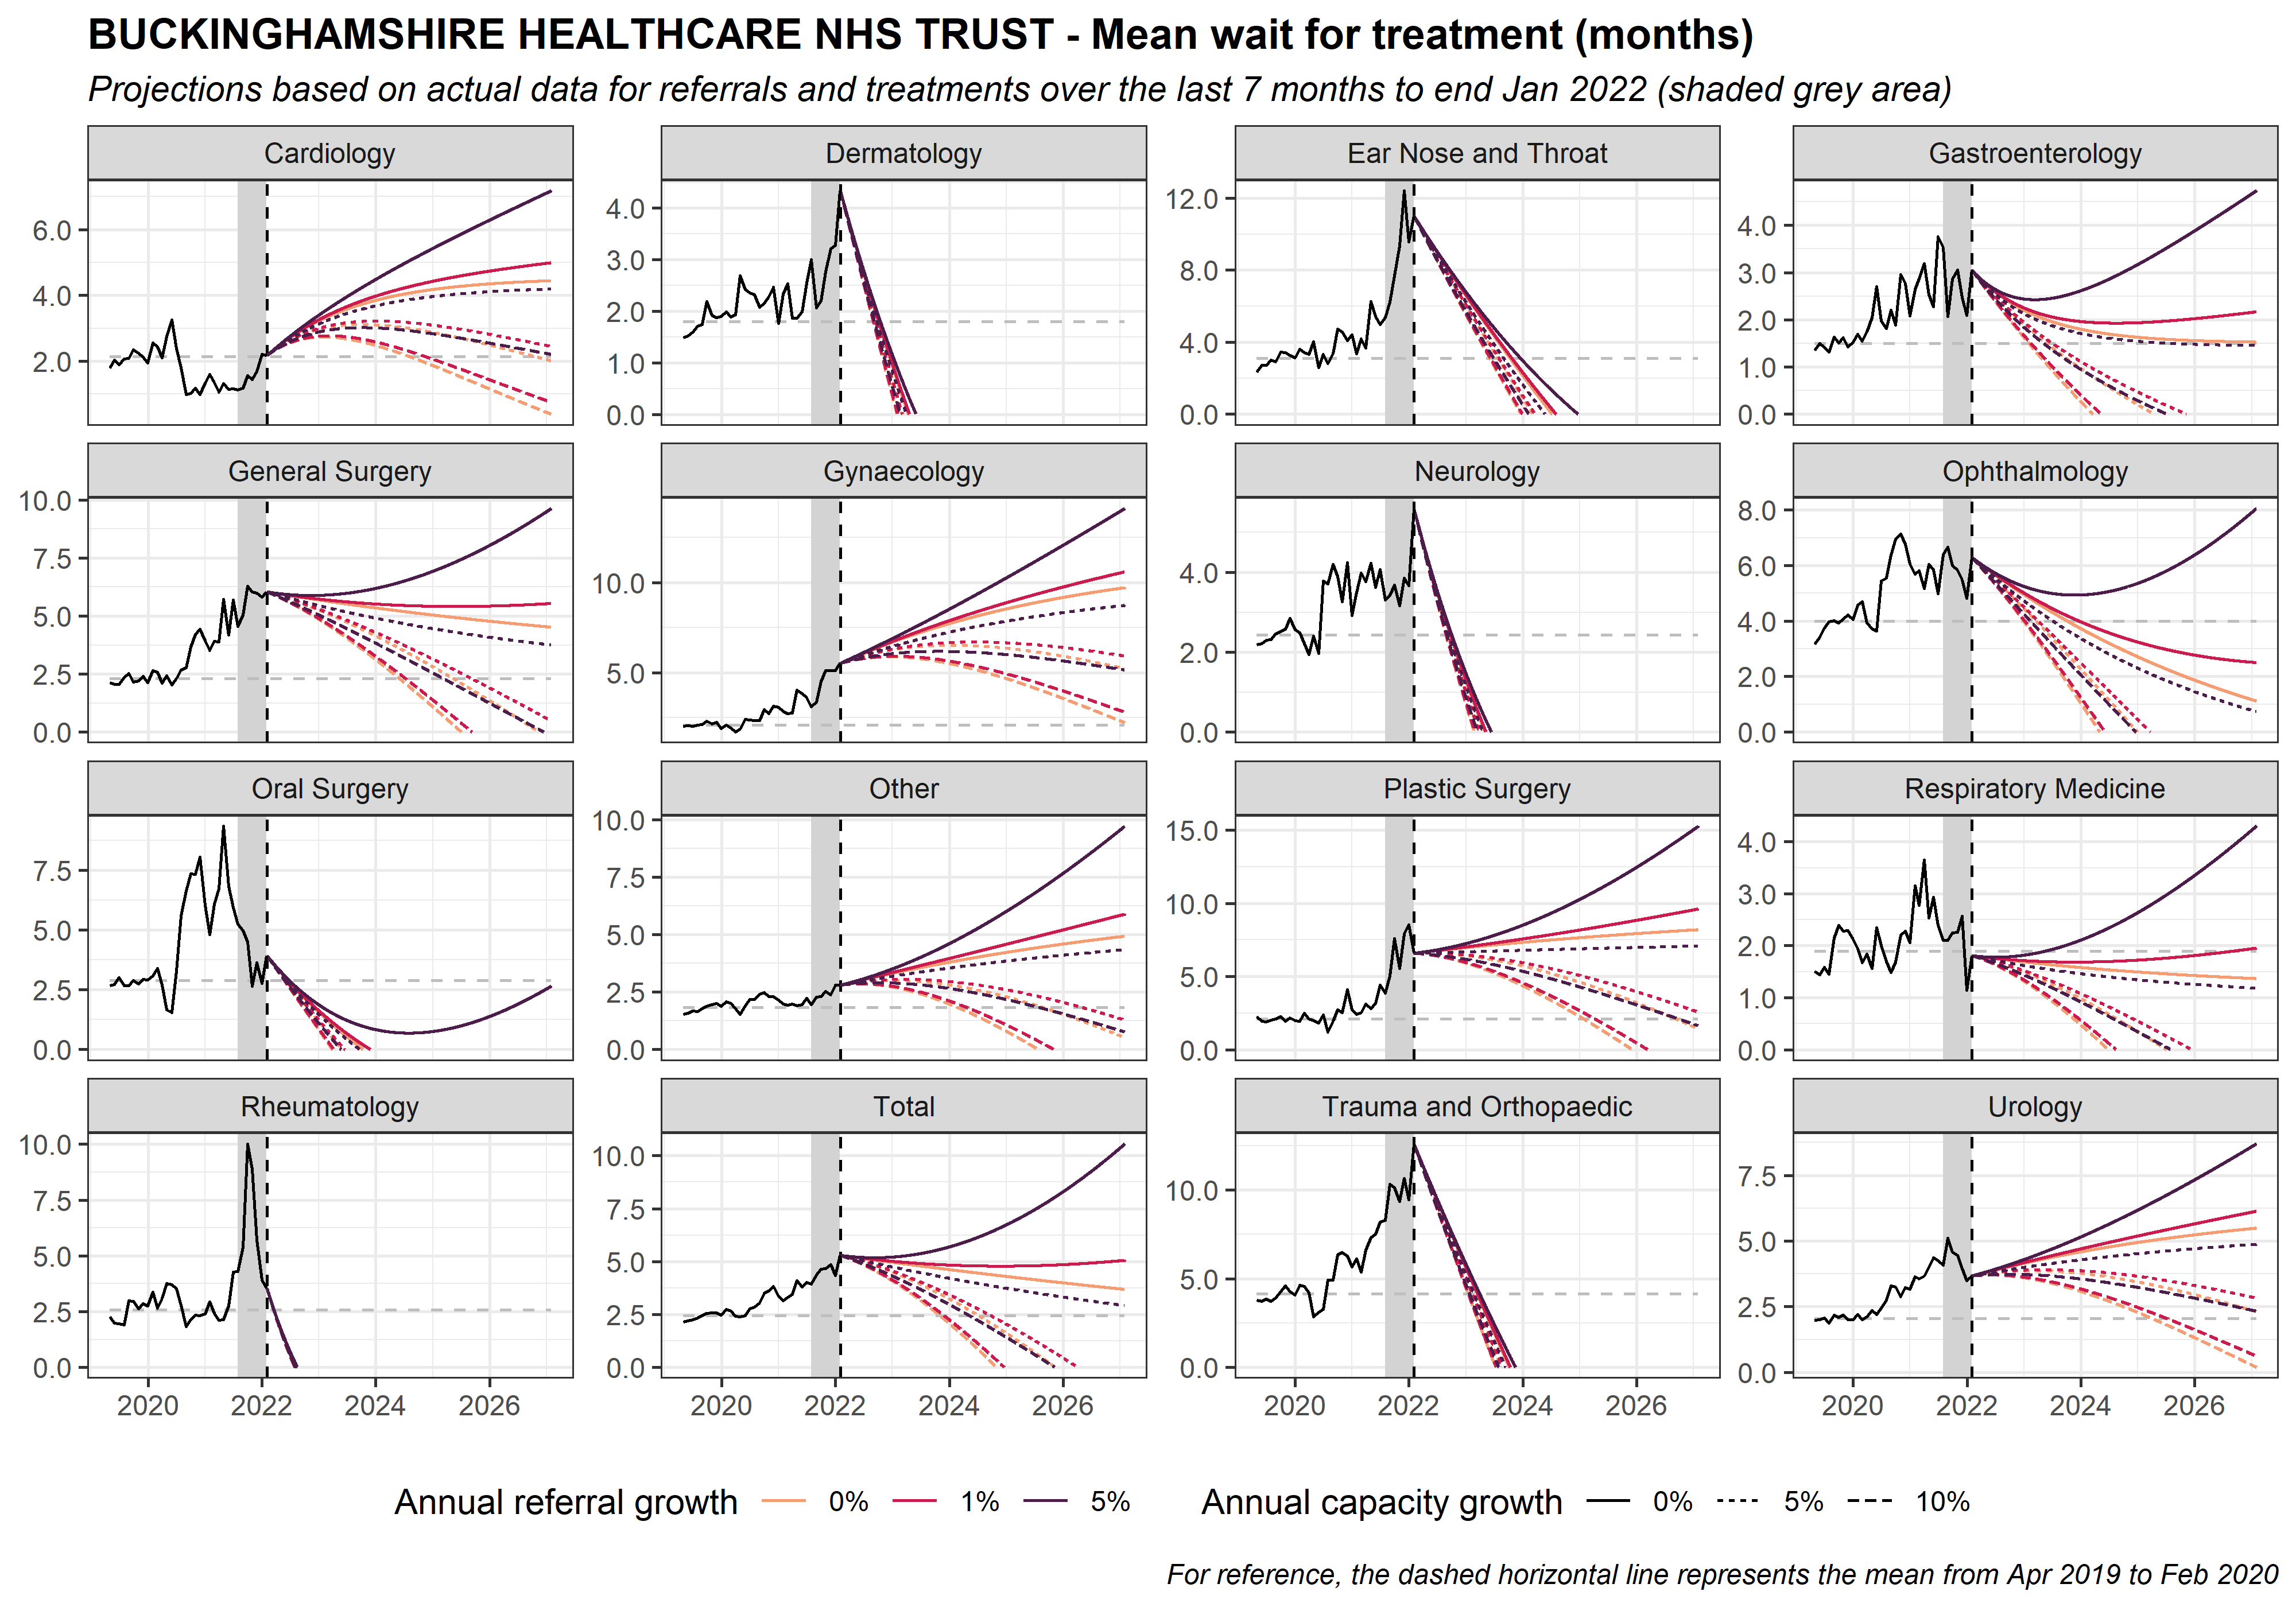 BUCKINGHAMSHIRE HEALTHCARE NHS TRUST - Mean wait for treatment (months)
Projections based on actual data for referrals and treatments over the last 7 months to end Jan 2022 (shaded grey area)
Cardiology
6.0
4.0
2.0
Dermatology
4.0
3.0
2.0
1.0
0.0
Ear Nose and Throat
12.0
8.0
4.0
0.0
Gastroenterology
4.0
3.0
2.0
1.0
0.0
General Surgery
10.0
7.5
5.0
2.5
0.0
Gynaecology
10.0
5.0
Neurology
4.0
2.0
0.0
Ophthalmology
8.0
6.0
4.0
2.0
0.0
Oral Surgery
7.5
5.0
2.5
0.0
Other
10.0
7.5
5.0
2.5
0.0
Plastic Surgery
15.0
10.0
5.0
0.0
Respiratory Medicine
4.0
3.0
2.0
1.0
0.0
Rheumatology
10.0
7.5
5.0
2.5
0.0
2020 2022 2024 2026
Total
10.0
7.5
5.0
2.5
0.0
2020 2022 2024 2026
Trauma and Orthopaedic
10.0
5.0
0.0
2020 2022 2024 2026
Urology
7.5
5.0
2.5
0.0
2020 2022 2024 2026
Annual referral growth 0% 1% 5%
Annual capacity growth 0% 5% 10%
For reference, the dashed horizontal line represents the mean from Apr 2019 to Feb 2020